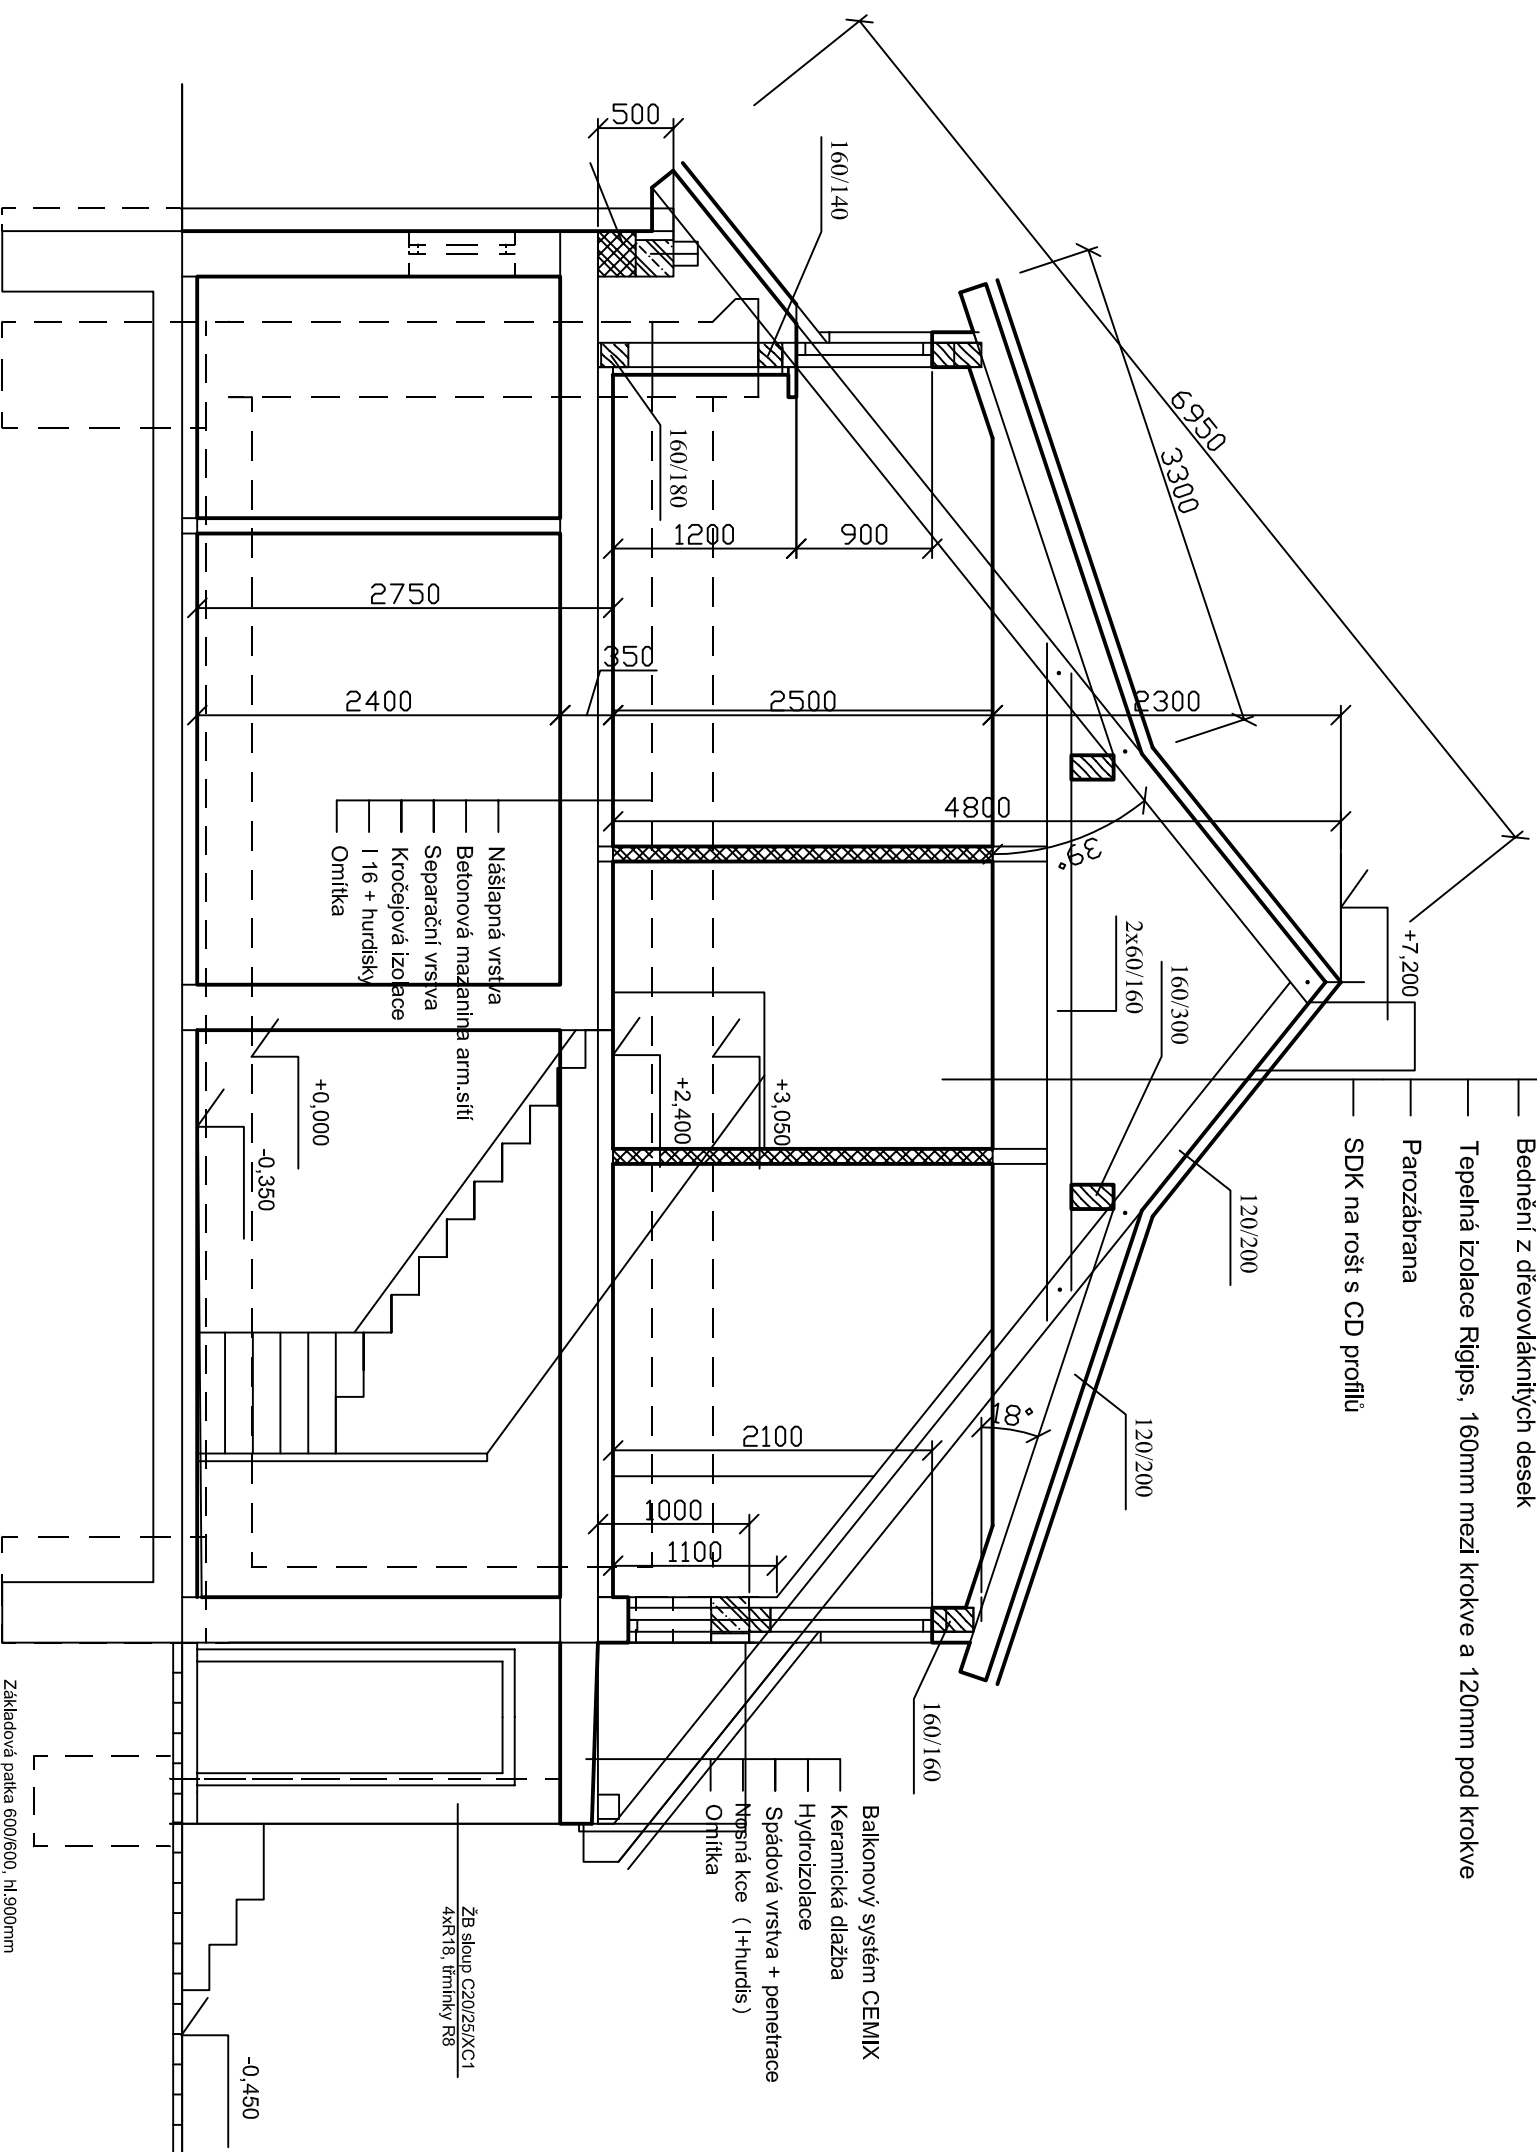 Bednění z dřevovláknitých desek
Tepelná izolace Rigips, 160mm mezi krokve a 120mm pod krokve
Parozábrana
SDK na rošt s CD profilů
+7,200
6950
3300
2300
4800
39°
18°
2x60/160
160/300
120/200
120/200
160/140
160/180
160/160
500
1200
900
2750
350
2400
2500
2100
1000
1100
+3,050
+2,400
+0,000
-0,350
-0,450
Nášlapná vrstva
Betonová mazanina arm.sítí
Separační vrstva
Kročejová izolace
I 16 + hurdisky
Omítka
Balkonový systém CEMIX
Keramická dlažba
Hydroizolace
Spádová vrstva + penetrace
Nosná kce ( I+hurdis )
Omítka
ŽB sloup C20/25/XC1
4xR18, třmínky R8
Základová patka 600/600, hl.900mm